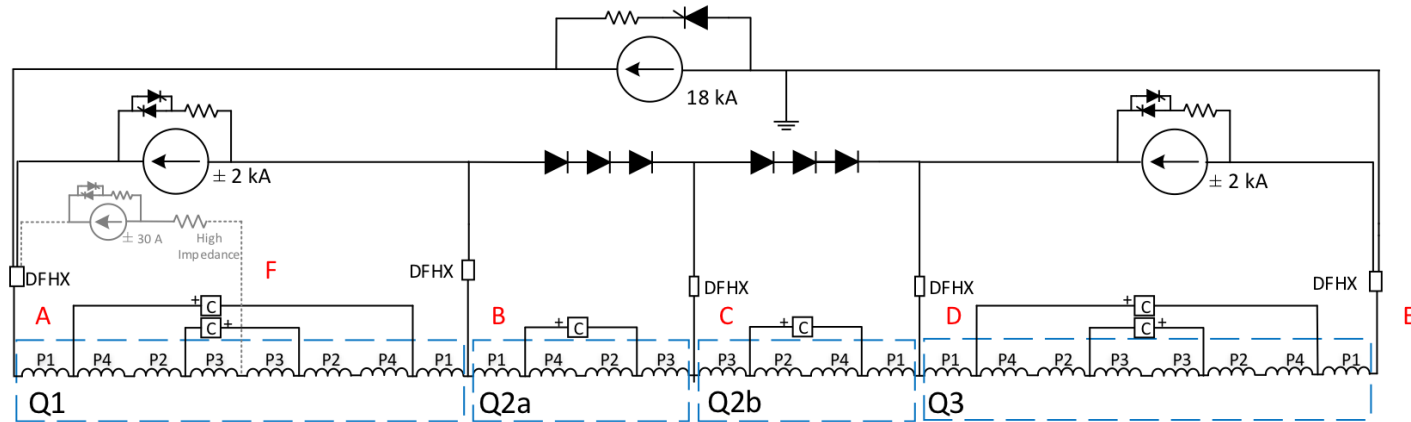 18 kA
± 2 kA
± 2 kA
± 30 A
High
Impedance
DFHX
F
DFHX
DFHX
DFHX
DFHX
A
+
C
C
+
B
+
C
C
+
C
D
+
C
C
+
E
P1 P4 P2 P3 P3 P2 P4 P1
P1 P4 P2 P3
P3 P2 P4 P1
P1 P4 P2 P3 P3 P2 P4 P1
Q1
Q2a
Q2b
Q3